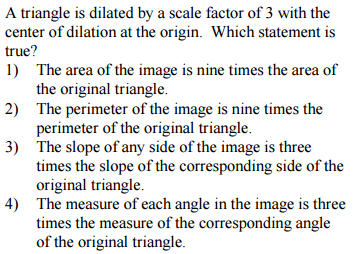 A triangle is dilated by a scale factor of 3 with the
center of dilation at the origin. Which statement is
true?
1) The area of the image is nine times the area of
the original triangle.
2) The perimeter of the image is nine times the
perimeter of the original triangle.
3) The slope of any side of the image is three
times the slope of the corresponding side of the
original triangle.
4) The measure of each angle in the image is three
times the measure of the corresponding angle
of the original triangle.